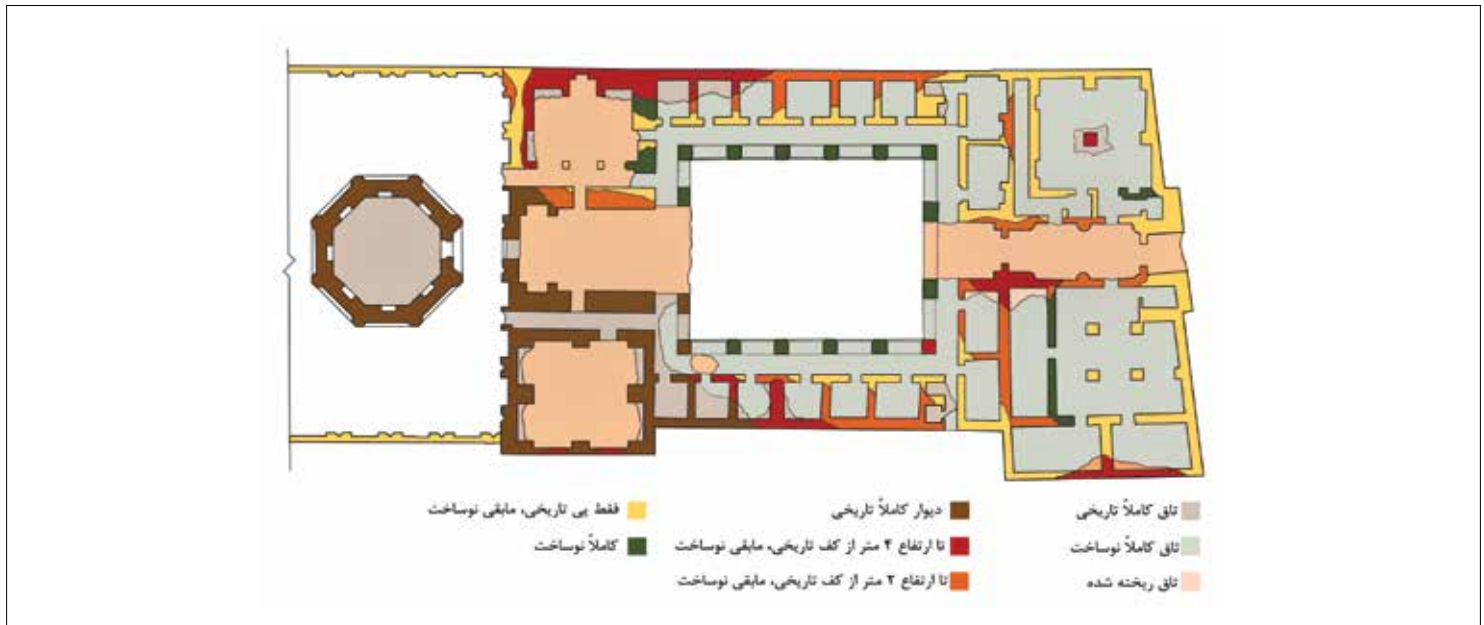 تاق کاملاً تاریخی
تاق کاملاً نوساخت
تاق ریخته شده
دیوار کاملاً تاریخی
تا ارتفاع ۴ متر از کف تاریخی، مابقی نوساخت
تا ارتفاع ۲ متر از کف تاریخی، مابقی نوساخت
فقط پی تاریخی، مابقی نوساخت
کاملاً نوساخت